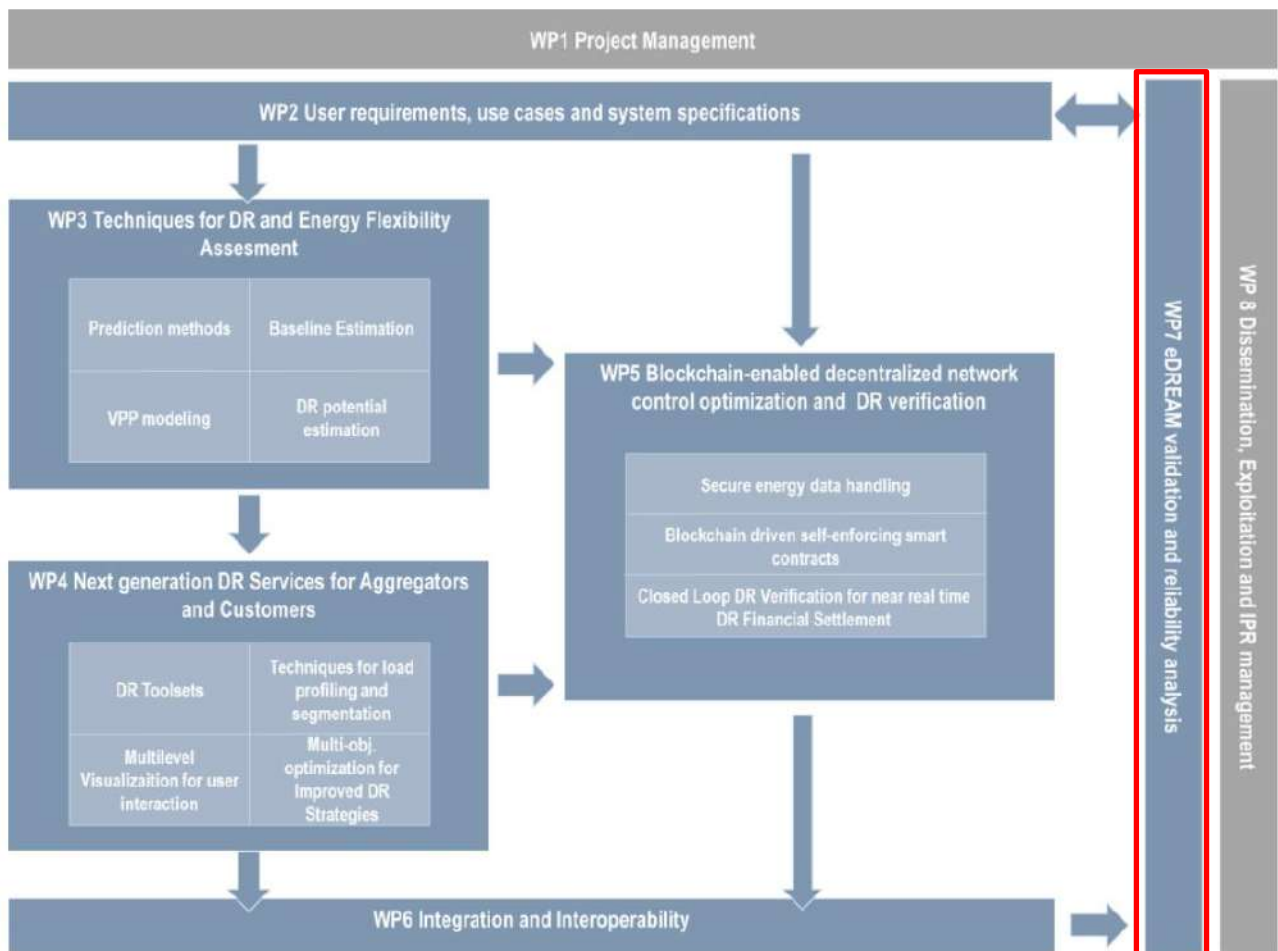 WP1 Project Management
WP2 User requirements, use cases and system specifications
WP3 Techniques for DR and Energy Flexibility
Assesment
Prediction methods
Baseline Estimation
VPP modeling
DR potential
estimation
WP4 Next generation DR Services for Aggregators
and Customers
DR Toolsets
Techniques for load
profiling and
segmentation
Multilevel
Visualizaition for user
interaction
Multi-obj.
optimization for
Improved DR
Strategies
WP5 Blockchain-enabled decentralized network
control optimization and DR verification
Secure energy data handling
Blockchain driven self-enforcing smart
contracts
Closed Loop DR Verification for near real time
DR Financial Settlement
WP6 Integration and Interoperability
WP7 eDREAM validation and reliability analysis
WP 8 Dissemination, Exploitation and IPR management